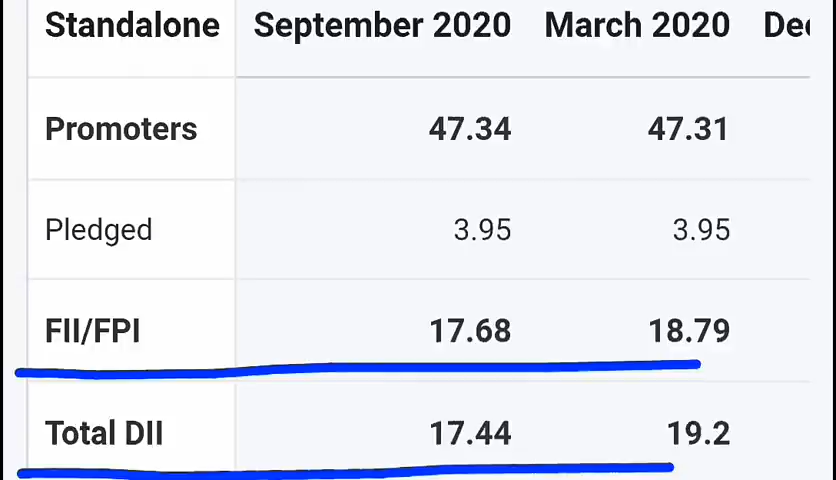 Standalone September 2020 March 2020
Promoters 47.34 47.31
Pledged 3.95 3.95
FII/FPI 17.68 18.79
Total DII 17.44 19.2